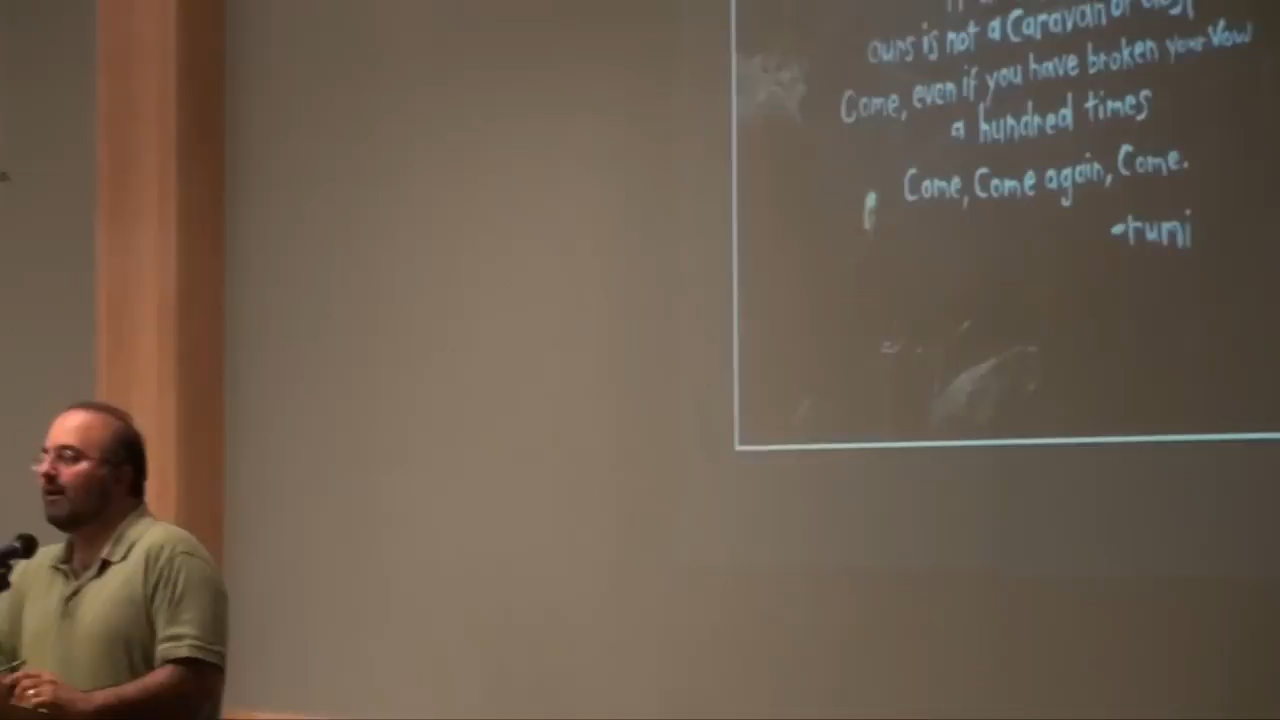 ours is not a Caravan of
Come, even if you have broken your Vow
a hundred times
Come, Come again, Come.
-rumi